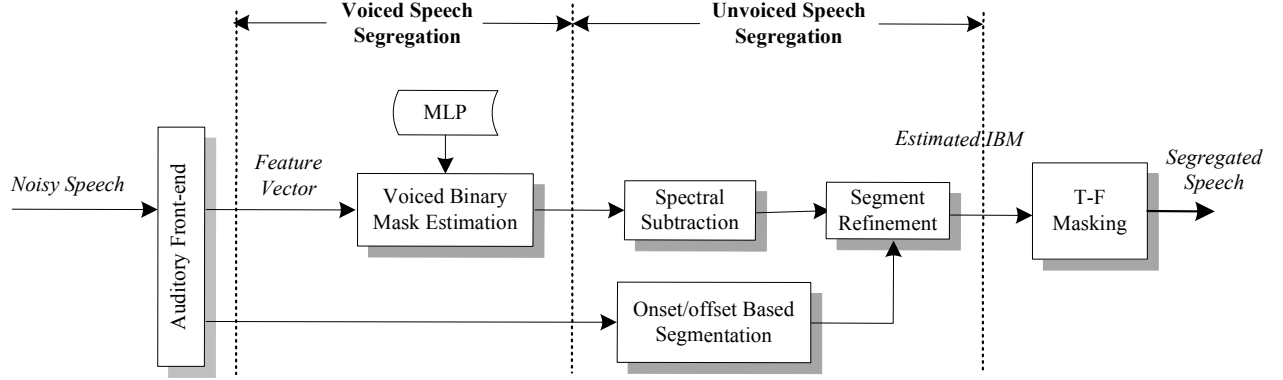 Voiced Speech
Segregation
Unvoiced Speech
Segregation
MLP
Noisy Speech
Auditory Front-end
Feature
Vector
Voiced Binary
Mask Estimation
Spectral
Subtraction
Segment
Refinement
Estimated IBM
T-F
Masking
Segregated
Speech
Onset/offset Based
Segmentation